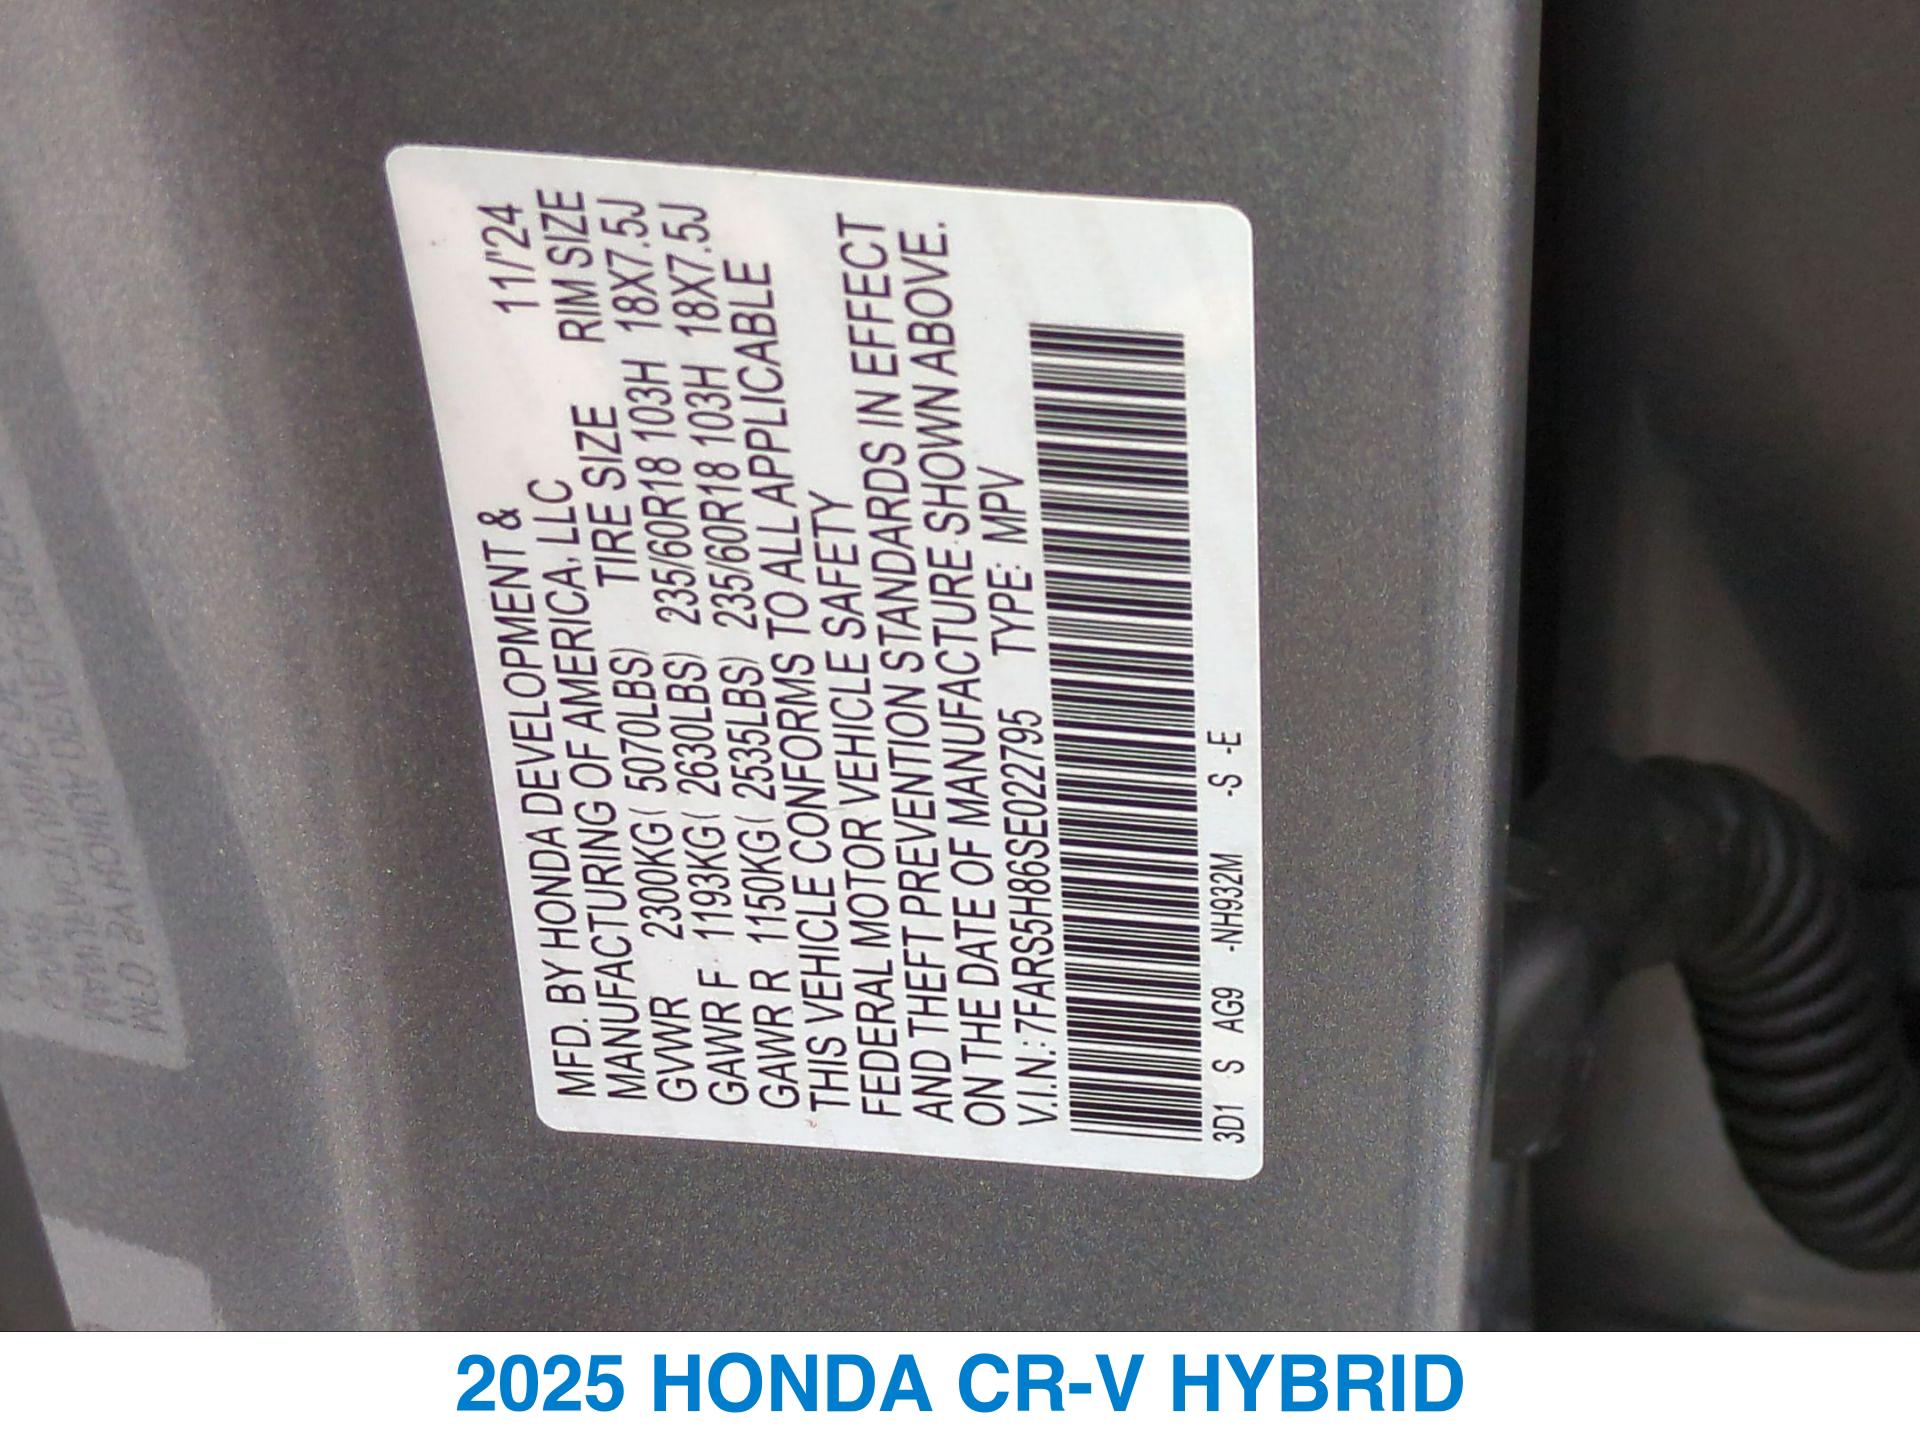 MFD. BY HONDA DEVELOPMENT & 11/'24
MANUFACTURING OF AMERICA, LLC
TIRE SIZE RIM SIZE
GVWR 2300KG( 5070LBS) 235/60R18 103H 18X7.5J
GAWR F 1193KG( 2630LBS) 235/60R18 103H 18X7.5J
GAWR R 1150KG( 2535LBS)
THIS VEHICLE CONFORMS TO ALL APPLICABLE
FEDERAL MOTOR VEHICLE SAFETY
AND THEFT PREVENTION STANDARDS IN EFFECT
ON THE DATE OF MANUFACTURE SHOWN ABOVE.
V.I.N.: 7FARS5H86SE022795 TYPE: MPV
3D1 S AG9 -NH932M -S -E
2025 HONDA CR-V HYBRID